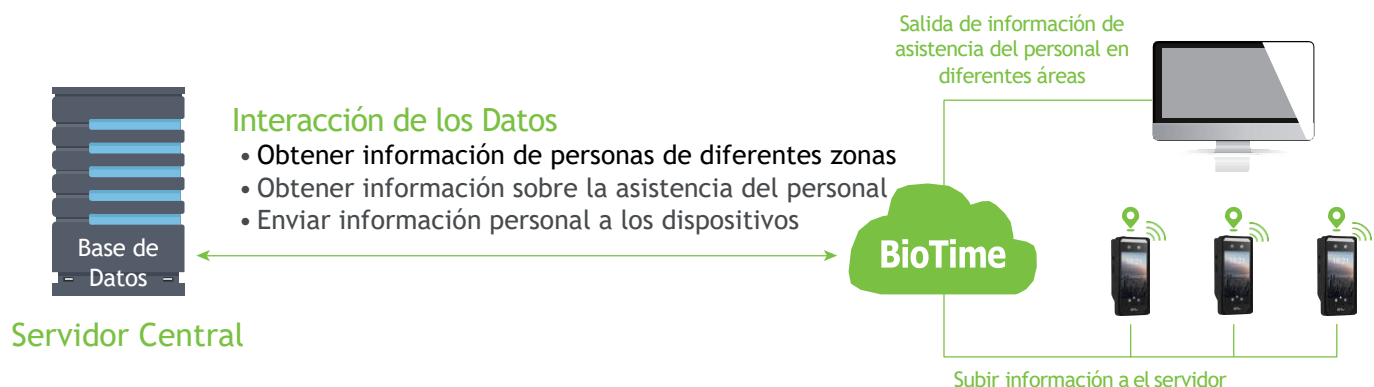 Salida de información de
asistencia del personal en
diferentes áreas
Interacción de los Datos
• Obtener información de personas de diferentes zonas
• Obtener información sobre la asistencia del personal
• Enviar información personal a los dispositivos
Base de
Datos
BioTime
Servidor Central
Subir información a el servidor